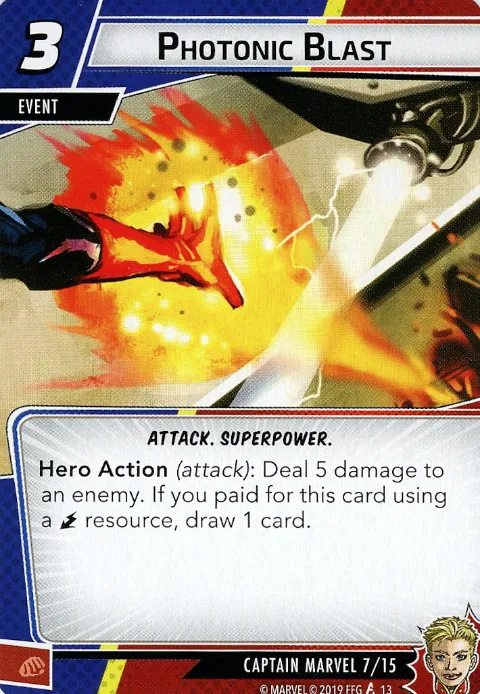 3
PHOTONIC BLAST
EVENT
ATTACK. SUPERPOWER.
Hero Action (attack): Deal 5 damage to
an enemy. If you paid for this card using
a resource, draw 1 card.
CAPTAIN MARVEL 7/15
© MARVEL © 2019 FFG 13